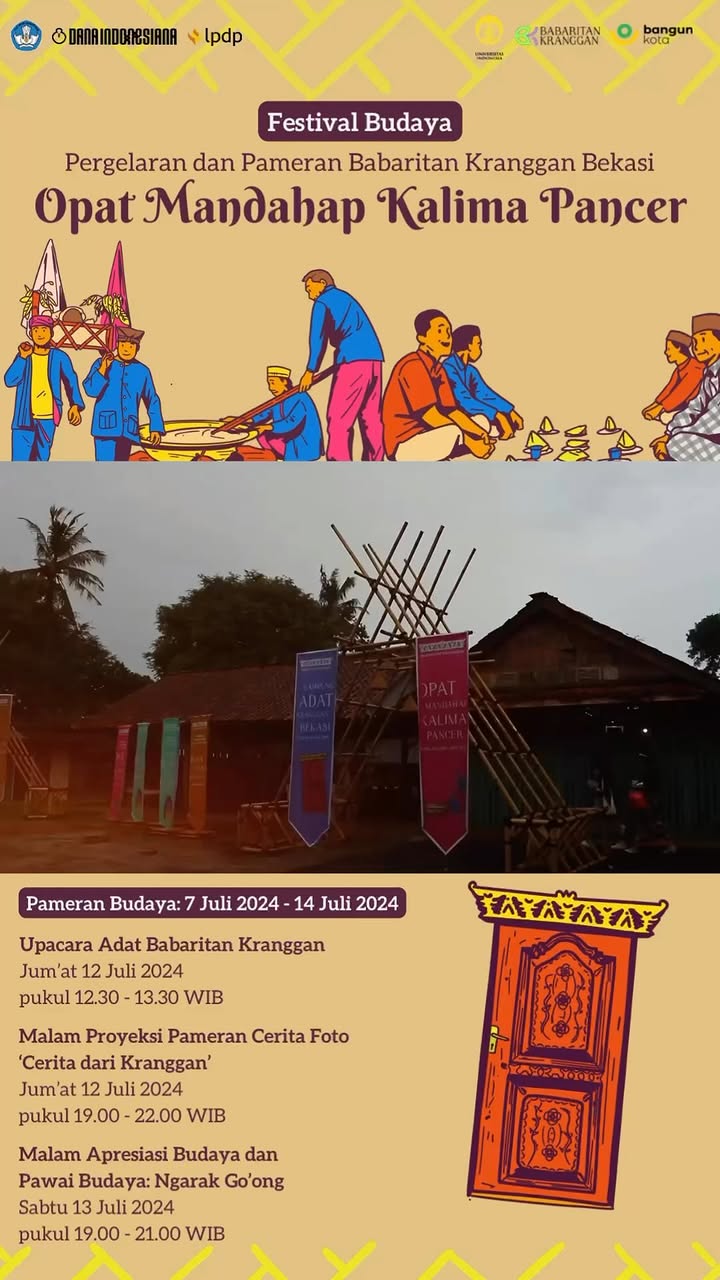 DANA INDONESIANA
lpdp
UNIVERSITAS
INDONESIA
BABARITAN
KRANGGAN
bangun
kota
Festival Budaya
Pergelaran dan Pameran Babaritan Kranggan Bekasi
Opat Mandahap Kalima Pancer
KAMPUNG
ADAT
KRANGGAN
BEKASI
OPAT
MANDAHAP
KALIMA
PANCER
Pameran Budaya: 7 Juli 2024 - 14 Juli 2024
Upacara Adat Babaritan Kranggan
Jum'at 12 Juli 2024
pukul 12.30 - 13.30 WIB
Malam Proyeksi Pameran Cerita Foto
'Cerita dari Kranggan'
Jum'at 12 Juli 2024
pukul 19.00 - 22.00 WIB
Malam Apresiasi Budaya dan
Pawai Budaya: Ngarak Go'ong
Sabtu 13 Juli 2024
pukul 19.00 - 21.00 WIB